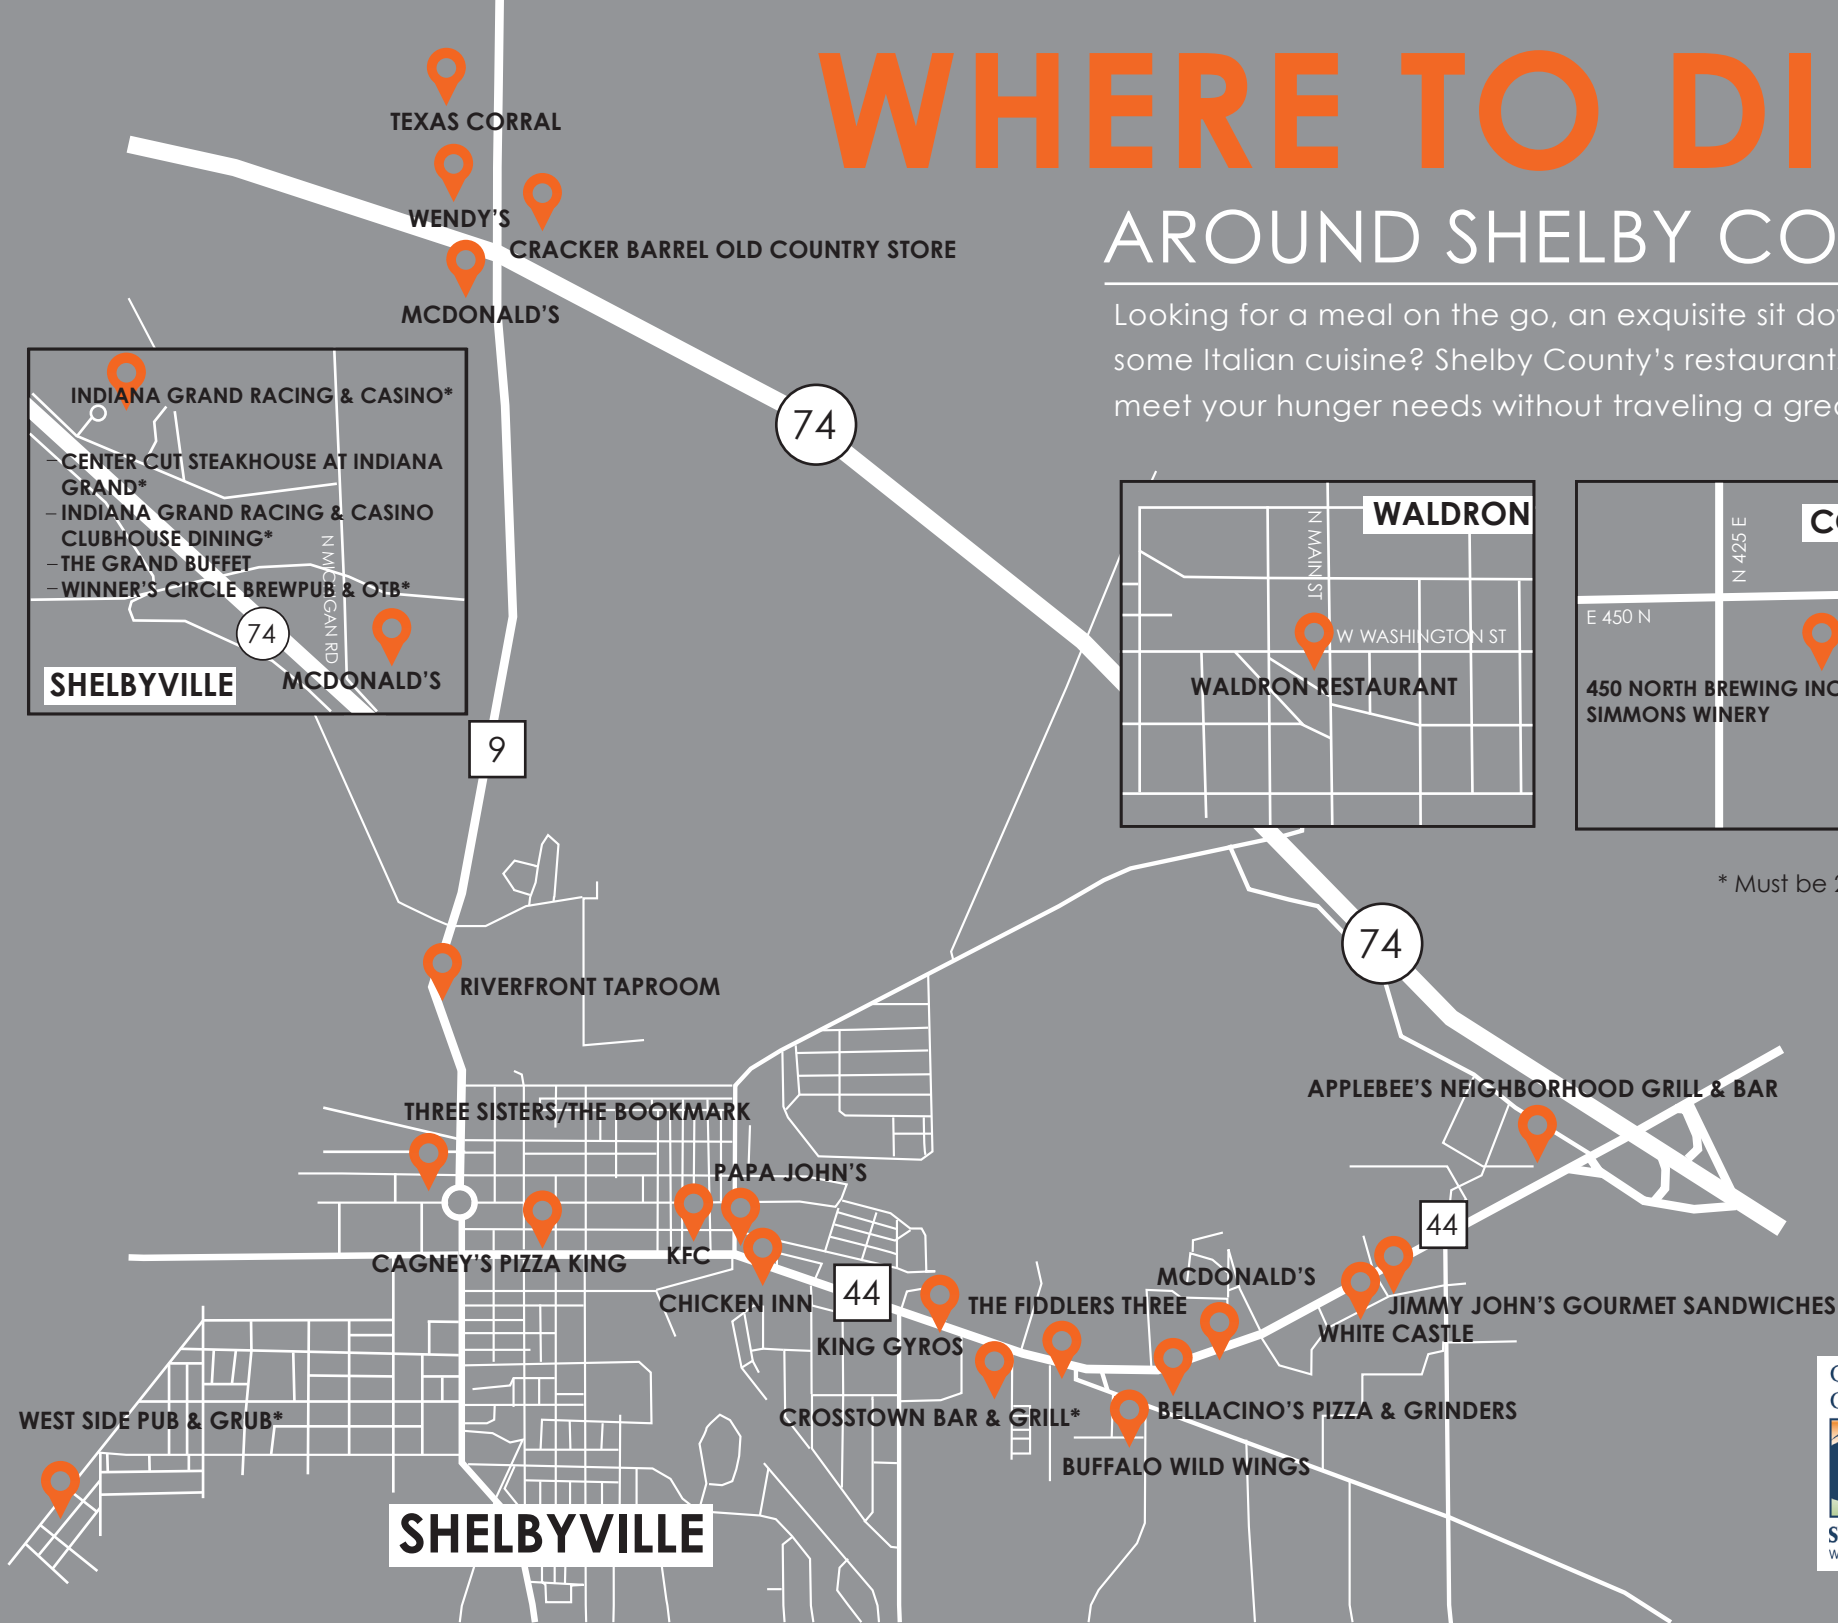 WHERE TO DI
AROUND SHELBY CO
Looking for a meal on the go, an exquisite sit do
some Italian cuisine? Shelby County’s restaurant
meet your hunger needs without traveling a grea
TEXAS CORRAL
WENDY’S
CRACKER BARREL OLD COUNTRY STORE
MCDONALD’S
INDIANA GRAND RACING & CASINO*
–CENTER CUT STEAKHOUSE AT INDIANA
GRAND*
–INDIANA GRAND RACING & CASINO
CLUBHOUSE DINING*
–THE GRAND BUFFET
–WINNER’S CIRCLE BREWPUB & OTB*
N MICHIGAN RD
74
SHELBYVILLE
MCDONALD’S
74
9
WALDRON
N MAIN ST
W WASHINGTON ST
WALDRON RESTAURANT
N 425 E
E 450 N
450 NORTH BREWING
SIMMONS WINERY
* Must be
74
RIVERFRONT TAPROOM
APPLEBEE’S NEIGHBORHOOD GRILL & BAR
THREE SISTERS/THE BOOKMARK
PAPA JOHN’S
44
CAGNEY’S PIZZA KING
KFC
CHICKEN INN
44
THE FIDDLERS THREE
MCDONALD’S
JIMMY JOHN’S GOURMET SANDWICHES
WHITE CASTLE
KING GYROS
WEST SIDE PUB & GRUB*
CROSSTOWN BAR & GRILL*
BELLACINO’S PIZZA & GRINDERS
BUFFALO WILD WINGS
SHELBYVILLE